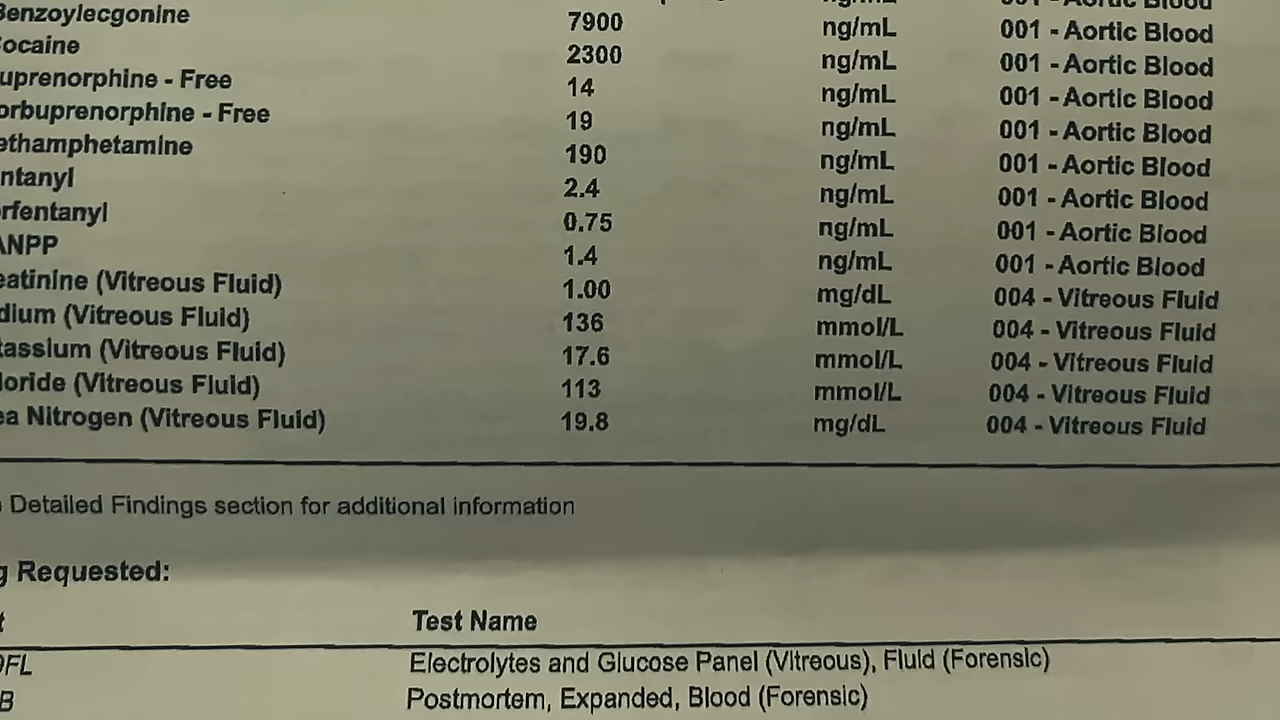 Benzoylecgonine 7900 ng/mL 001 - Aortic Blood
ocaine 2300 ng/mL 001 - Aortic Blood
uprenorphine - Free 14 ng/mL 001 - Aortic Blood
orbuprenorphine - Free 19 ng/mL 001 - Aortic Blood
ethamphetamine 190 ng/mL 001 - Aortic Blood
ntanyl 2.4 ng/mL 001 - Aortic Blood
rfentanyl 0.75 ng/mL 001 - Aortic Blood
ANPP 1.4 ng/mL 001 - Aortic Blood
eatinine (Vitreous Fluid) 1.00 mg/dL 004 - Vitreous Fluid
dium (Vitreous Fluid) 136 mmol/L 004 - Vitreous Fluid
tassium (Vitreous Fluid) 17.6 mmol/L 004 - Vitreous Fluid
loride (Vitreous Fluid) 113 mmol/L 004 - Vitreous Fluid
ea Nitrogen (Vitreous Fluid) 19.8 mg/dL 004 - Vitreous Fluid
Detailed Findings section for additional information
g Requested:
Test Name
FL Electrolytes and Glucose Panel (Vitreous), Fluid (Forensic)
B Postmortem, Expanded, Blood (Forensic)